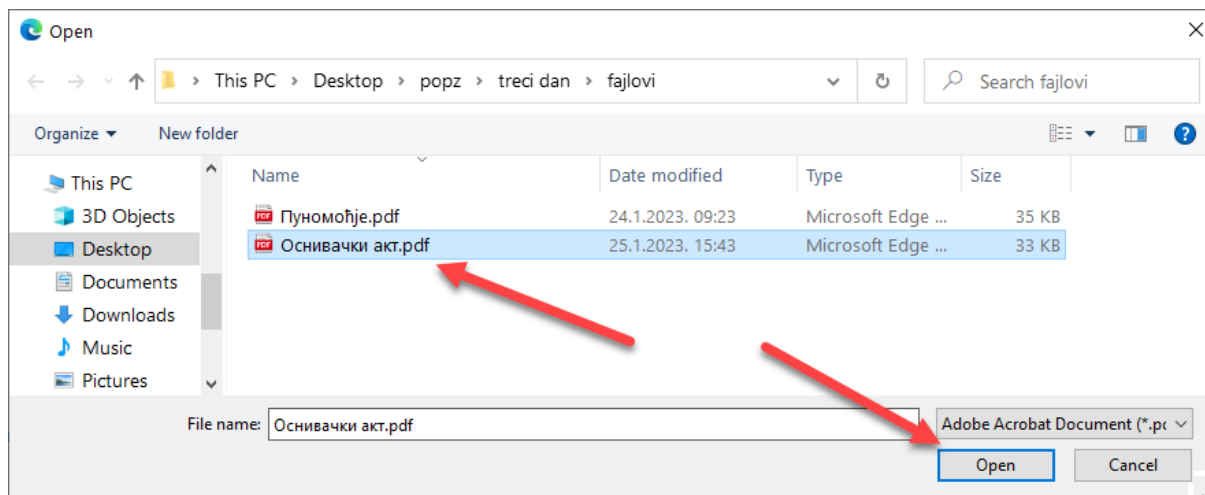 Open
This PC > Desktop > popz > treci dan > fajlovi
Search fajlovi
Organize New folder
Name Date modified Type Size
Пуномоћје.pdf 24.1.2023. 09:23 Microsoft Edge ... 35 KB
Оснивачки акт.pdf 25.1.2023. 15:43 Microsoft Edge ... 33 KB
This PC
3D Objects
Desktop
Documents
Downloads
Music
Pictures
File name: Оснивачки акт.pdf Adobe Acrobat Document (*.pd
Open Cancel